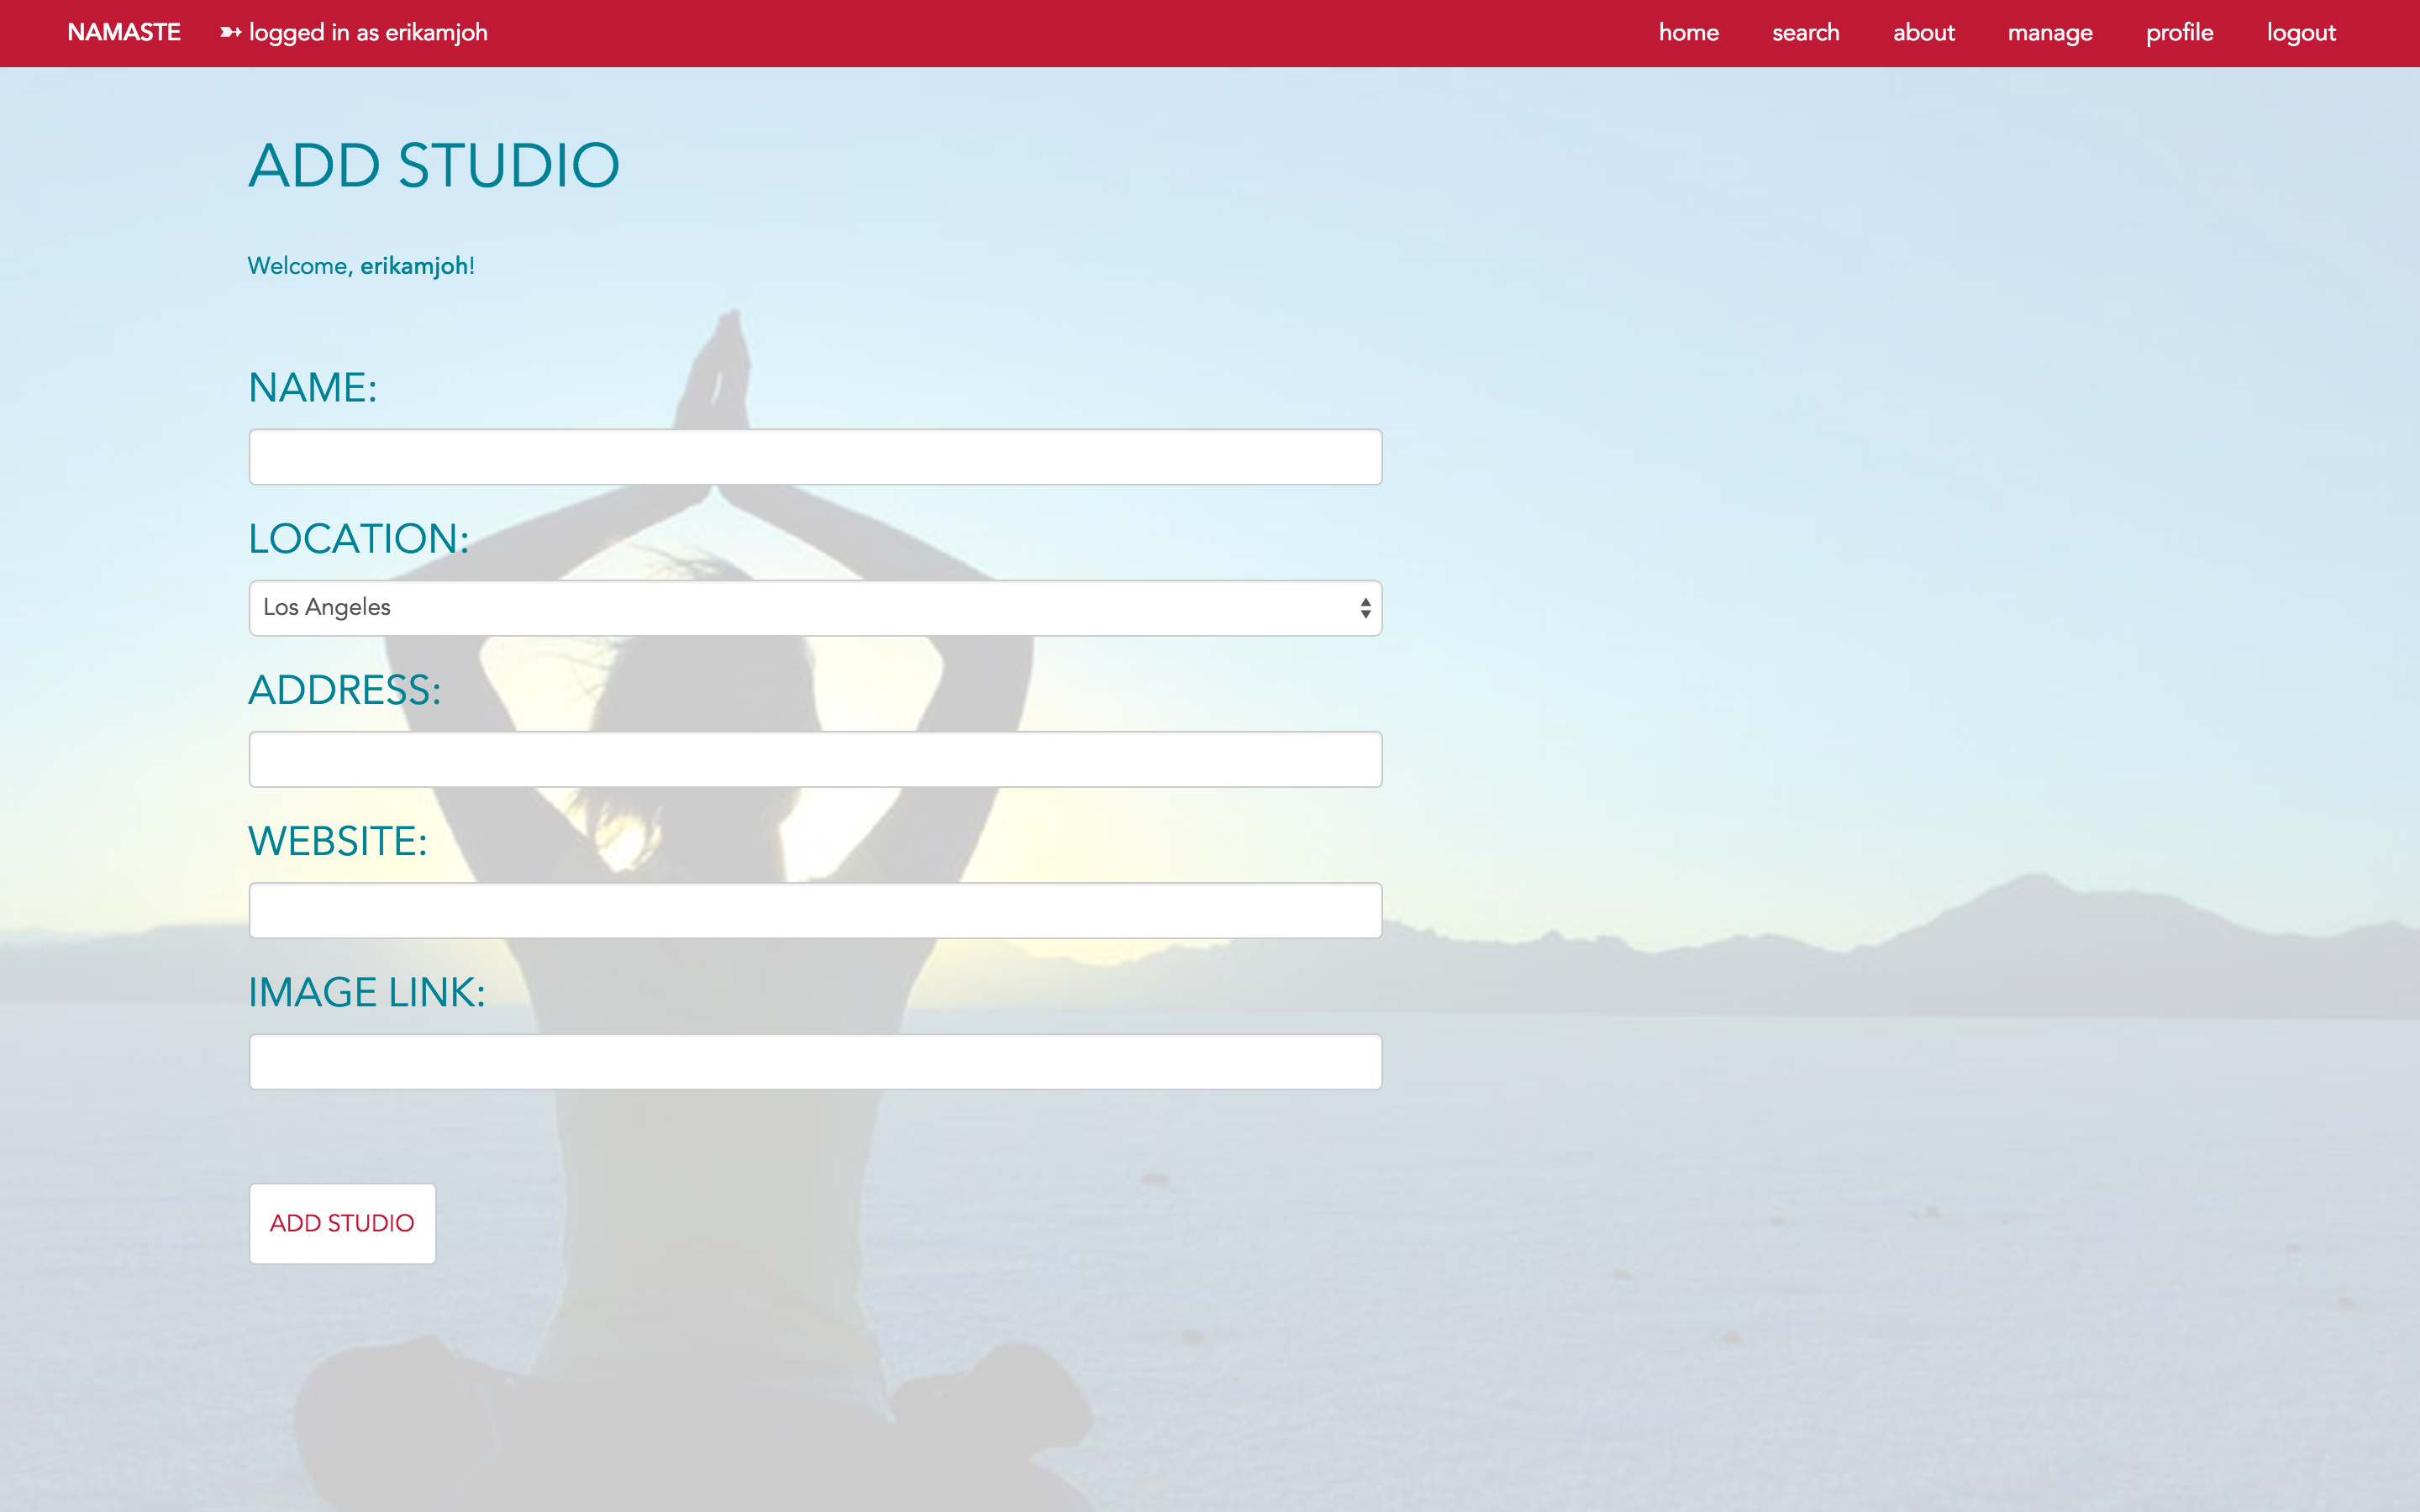 NAMASTE ➳ logged in as erikamjoh home search about manage profile logout
ADD STUDIO
Welcome, erikamjoh!
NAME:
LOCATION:
Los Angeles
ADDRESS:
WEBSITE:
IMAGE LINK:
ADD STUDIO